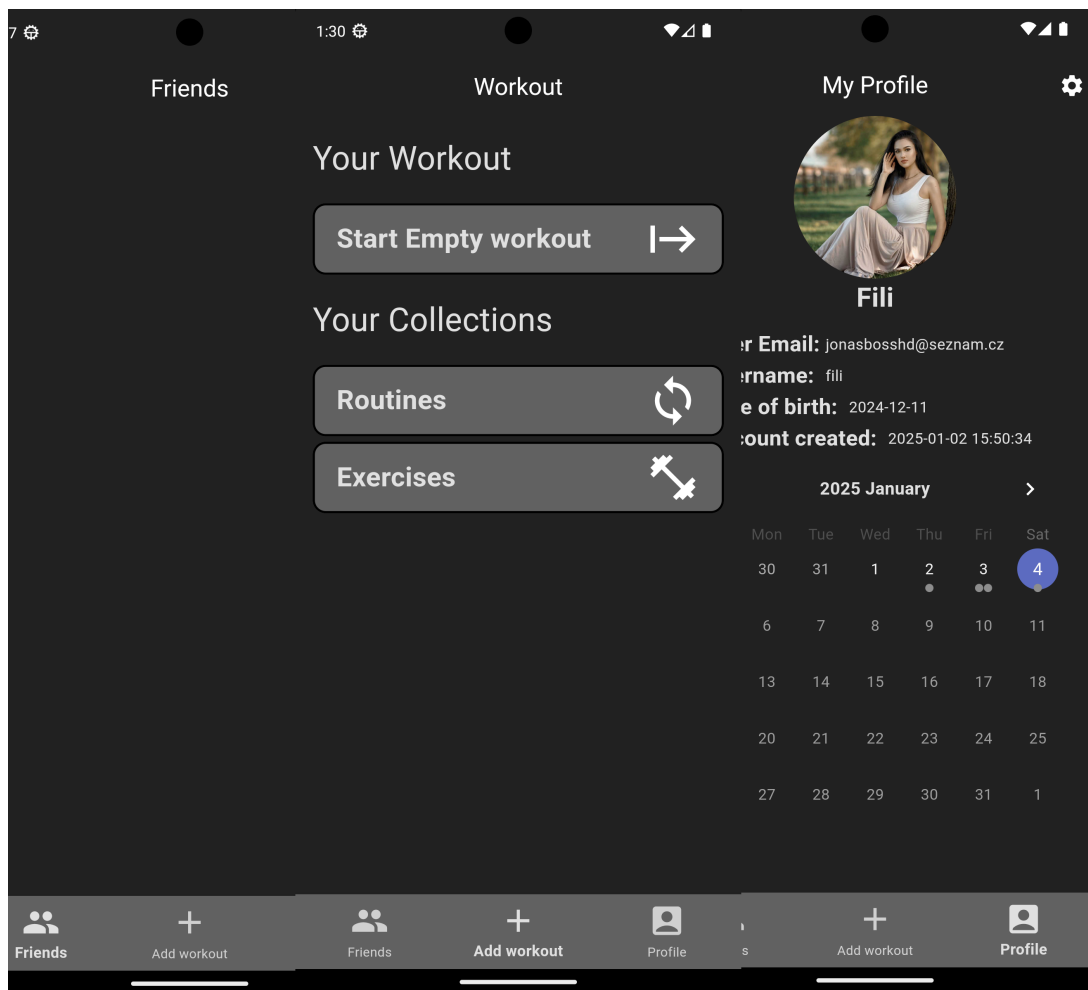 7
Friends
Friends
Add workout
1:30
Workout
Your Workout
Start Empty workout
Your Collections
Routines
Exercises
Friends
Add workout
Profile
My Profile
Fili
er Email: jonasbosshd@seznam.cz
ername: fili
e of birth: 2024-12-11
count created: 2025-01-02 15:50:34
2025 January
Mon Tue Wed Thu Fri Sat
30 31 1 2 3 4
6 7 8 9 10 11
13 14 15 16 17 18
20 21 22 23 24 25
27 28 29 30 31 1
s
Add workout
Profile